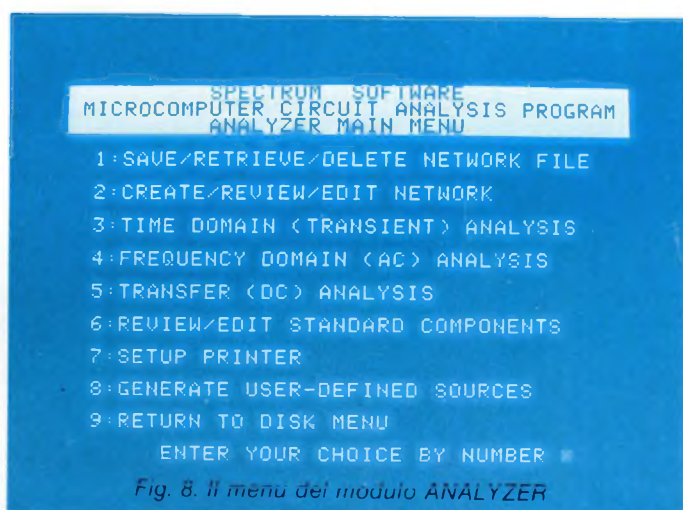 SPECTRUM SOFTWARE
MICROCOMPUTER CIRCUIT ANALYSIS PROGRAM
ANALYZER MAIN MENU
1:SAVE/RETRIEVE/DELETE NETWORK FILE
2:CREATE/REVIEW/EDIT NETWORK
3:TIME DOMAIN (TRANSIENT) ANALYSIS
4:FREQUENCY DOMAIN (AC) ANALYSIS
5:TRANSFER (DC) ANALYSIS
6:REVIEW/EDIT STANDARD COMPONENTS
7:SETUP PRINTER
8:GENERATE USER-DEFINED SOURCES
9:RETURN TO DISK MENU
ENTER YOUR CHOICE BY NUMBER
Fig. 8. Il menu del modulo ANALYZER